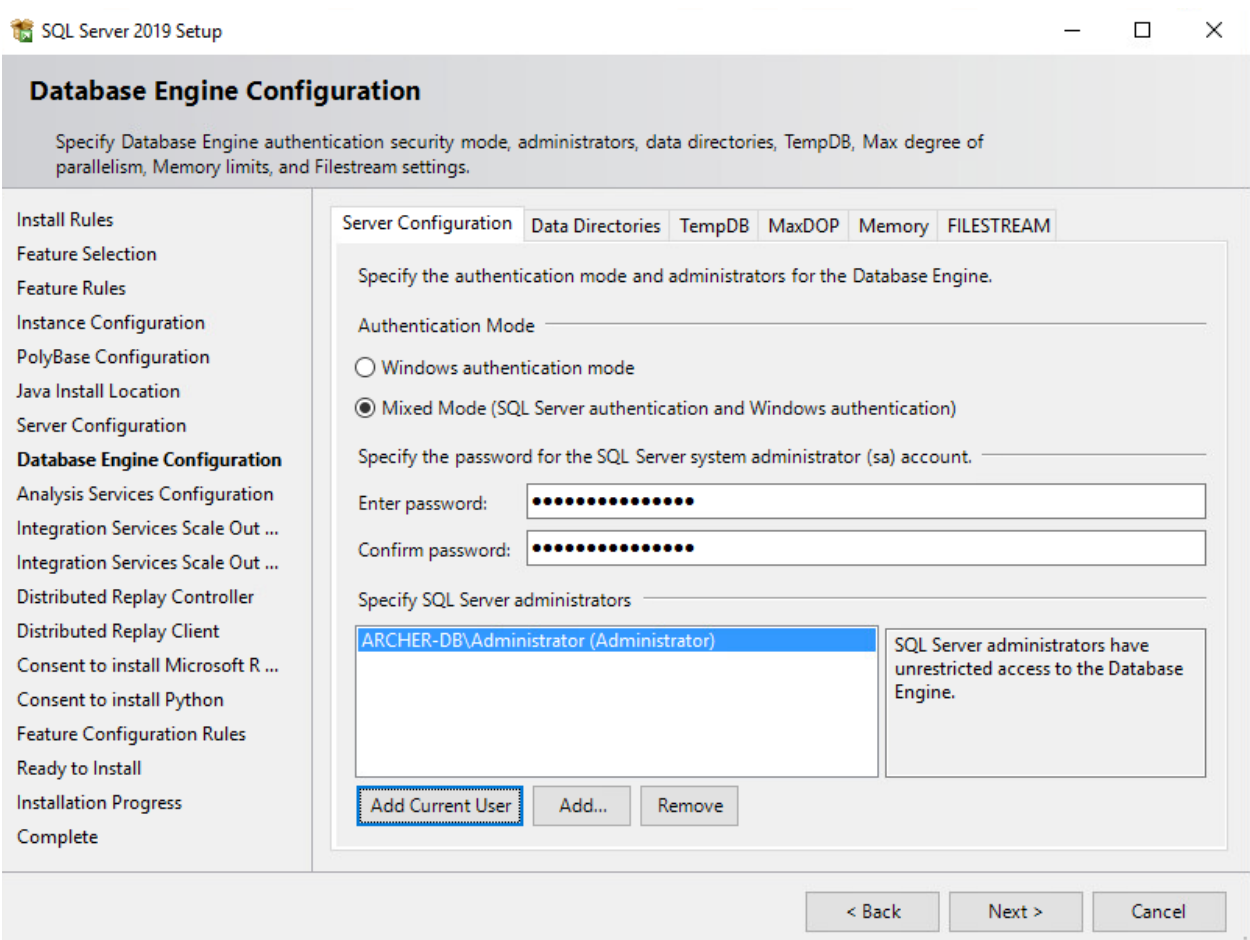 SQL Server 2019 Setup
Database Engine Configuration
Specify Database Engine authentication security mode, administrators, data directories, TempDB, Max degree of
parallelism, Memory limits, and Filestream settings.
Install Rules
Feature Selection
Feature Rules
Instance Configuration
PolyBase Configuration
Java Install Location
Server Configuration
Database Engine Configuration
Analysis Services Configuration
Integration Services Scale Out ...
Integration Services Scale Out ...
Distributed Replay Controller
Distributed Replay Client
Consent to install Microsoft R ...
Consent to install Python
Feature Configuration Rules
Ready to Install
Installation Progress
Complete
Server Configuration Data Directories TempDB MaxDOP Memory FILESTREAM
Specify the authentication mode and administrators for the Database Engine.
Authentication Mode
Windows authentication mode
Mixed Mode (SQL Server authentication and Windows authentication)
Specify the password for the SQL Server system administrator (sa) account.
Enter password: ●●●●●●●●●●●●●●●
Confirm password: ●●●●●●●●●●●●●●●
Specify SQL Server administrators
ARCHER-DB\Administrator (Administrator)
SQL Server administrators have
unrestricted access to the Database
Engine.
Add Current User Add... Remove
< Back Next > Cancel